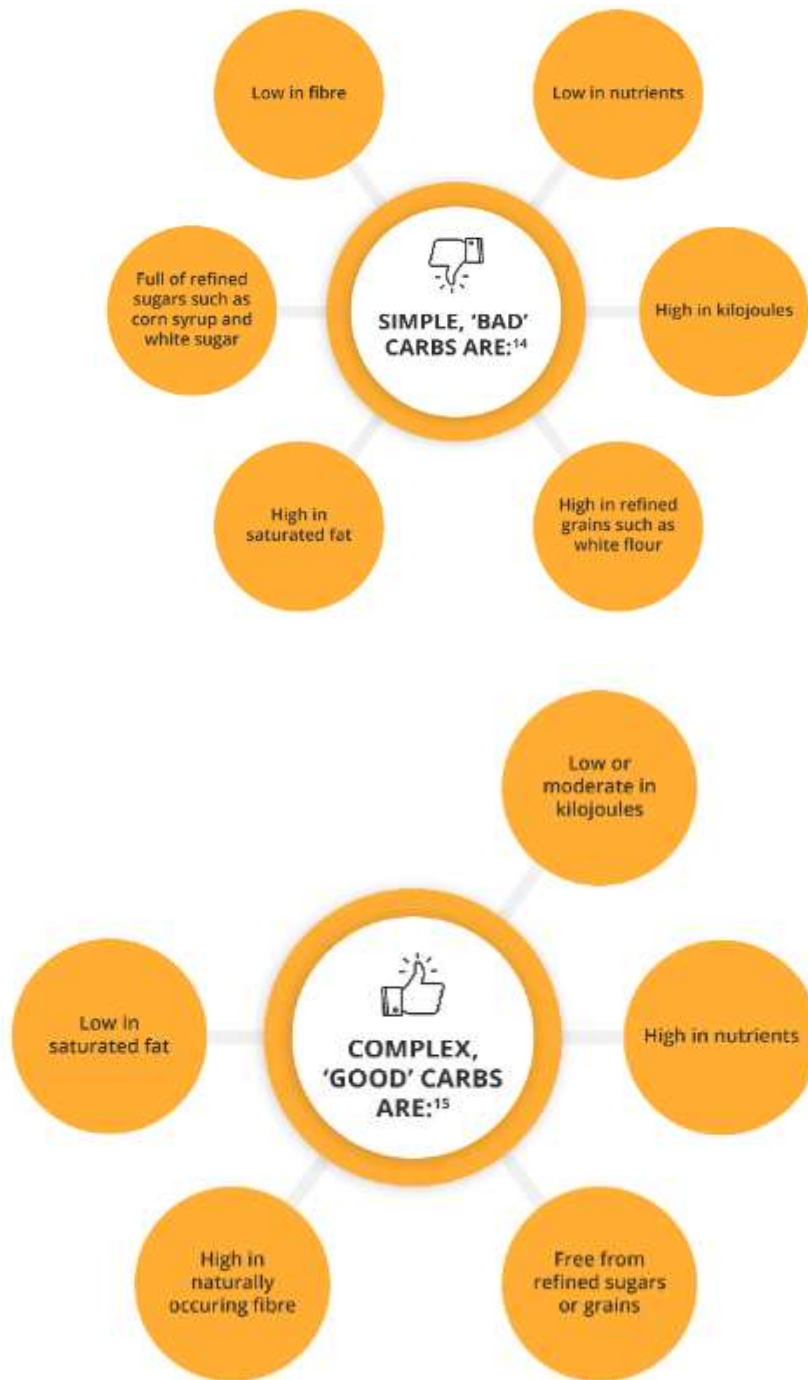 Low in fibre
Low in nutrients
Full of refined
sugars such as
corn syrup and
white sugar
SIMPLE, ‘BAD’
CARBS ARE:¹⁴
High in kilojoules
High in
saturated fat
High in refined
grains such as
white flour
Low or
moderate in
kilojoules
Low in
saturated fat
COMPLEX,
‘GOOD’ CARBS
ARE:¹⁵
High in nutrients
High in
naturally
occuring fibre
Free from
refined sugars
or grains